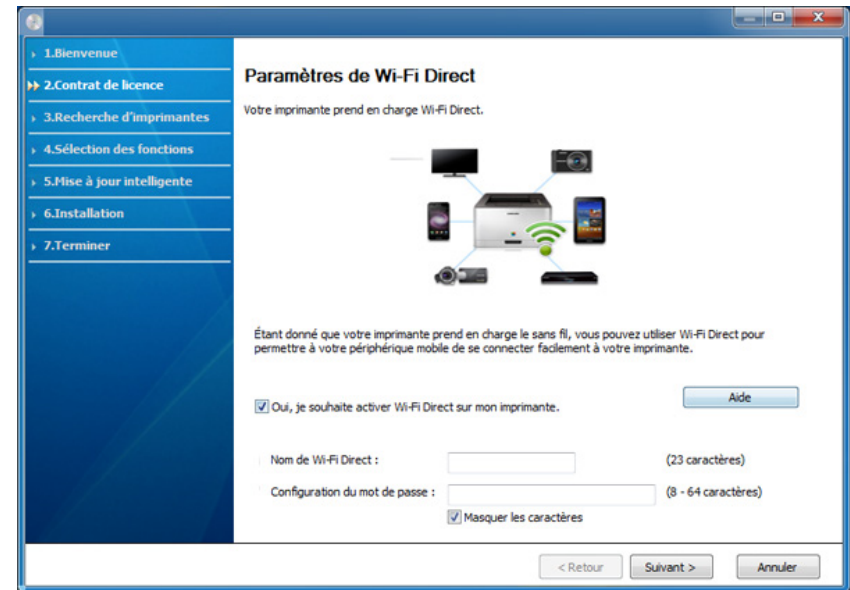 1.Bienvenue
2.Contrat de licence
3.Recherche d'imprimantes
4.Sélection des fonctions
5.Mise à jour intelligente
6.Installation
7.Terminer
Paramètres de Wi-Fi Direct
Votre imprimante prend en charge Wi-Fi Direct.
Étant donné que votre imprimante prend en charge le sans fil, vous pouvez utiliser Wi-Fi Direct pour
permettre à votre périphérique mobile de se connecter facilement à votre imprimante.
Oui, je souhaite activer Wi-Fi Direct sur mon imprimante.
Aide
Nom de Wi-Fi Direct :
(23 caractères)
Configuration du mot de passe :
(8 - 64 caractères)
Masquer les caractères
< Retour
Suivant >
Annuler